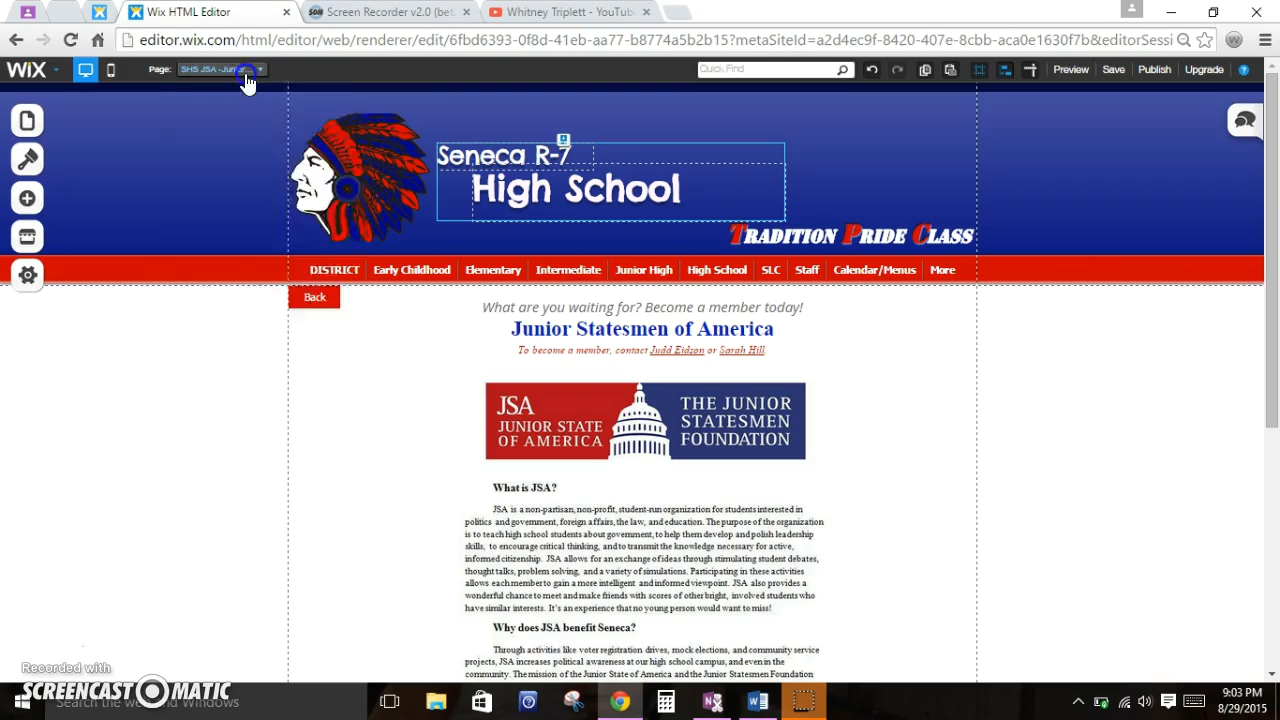 Wix HTML Editor
Screen Recorder v2.0 (beta
Whitney Triplett - YouTub
editor.wix.com/html/editor/web/renderer/edit/6fbd6393-0f8d-41eb-aa77-b8774a5b2b15?metaSiteId=a2d4ec9f-8420-407e-8cbb-aca0e1630f7b&editorSessi
WiX
Page:
SHS JSA -Junior...
Quick Find
Preview
Save
Publish
Upgrade
?
Seneca R-7
High School
Tradition Pride Class
DISTRICT
Early Childhood
Elementary
Intermediate
Junior High
High School
SLC
Staff
Calendar/Menus
More
Back
What are you waiting for? Become a member today!
Junior Statesmen of America
To become a member, contact Judd Eidson or Sarah Hill.
JSA
JUNIOR STATE
OF AMERICA
THE JUNIOR
STATESMEN
FOUNDATION
What is JSA?
JSA is a non-partisan, non-profit, student-run organization for students interested in
politics and government, foreign affairs, the law, and education. The purpose of the organization
is to teach high school students about government, to help them develop and polish leadership
skills, to encourage critical thinking, and to transmit the knowledge necessary for active,
informed citizenship. JSA allows for an exchange of ideas through stimulating student debates,
thought talks, problem solving, and a variety of simulations. Participating in these activities
allows each member to gain a more intelligent and informed viewpoint. JSA also provides a
wonderful chance to meet and make friends with scores of other bright, involved students who
have similar interests. It's an experience that no young person would want to miss!
Why does JSA benefit Seneca?
Through activities like voter registration drives, mock elections, and community service
projects, JSA increases political awareness at our high school campus, and even in the
community. The mission of the Junior State of America and the Junior Statesmen Foundation
Recorded with
SCREENCAST-O-MATIC
Search the web and Windows
9:03 PM
8/29/2015